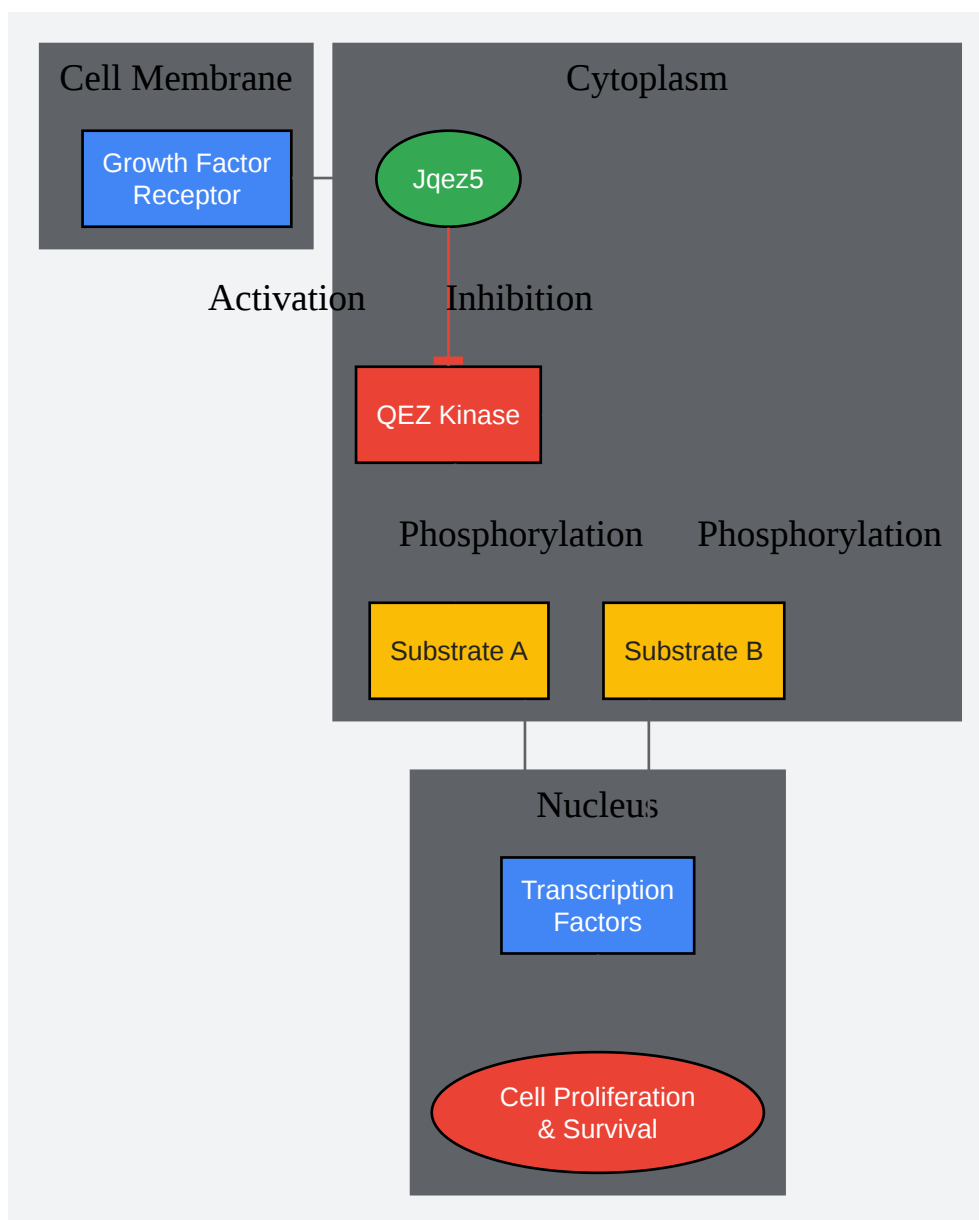 Cell Membrane
Cytoplasm
Growth Factor
Receptor
Jqez5
Activation
Inhibition
QEZ Kinase
Phosphorylation
Phosphorylation
Substrate A
Substrate B
Nucleus
Transcription
Factors
Cell Proliferation
& Survival